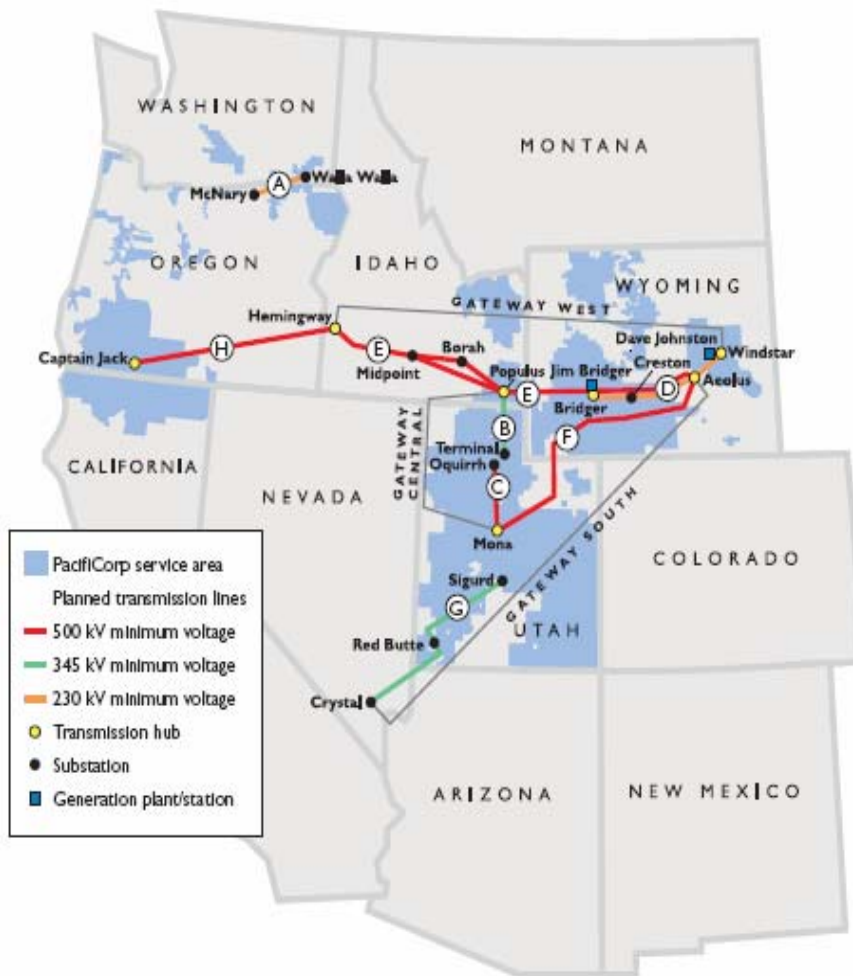 WASHINGTON
MONTANA
A
Walla Walla
McNary
OREGON
IDAHO
WYOMING
GATEWAY WEST
Hemingway
Dave Johnston
Windstar
Captain Jack
H
E
Borah
Midpoint
Populus
Jim Bridger
Creston
Aeolus
E
D
Bridger
B
F
GATEWAY
CENTRAL
Terminal
Oquirrh
C
CALIFORNIA
NEVADA
Mona
COLORADO
Sigurd
GATEWAY SOUTH
G
UTAH
Red Butte
Crystal
ARIZONA
NEW MEXICO
PacifiCorp service area
Planned transmission lines
500 kV minimum voltage
345 kV minimum voltage
230 kV minimum voltage
Transmission hub
Substation
Generation plant/station